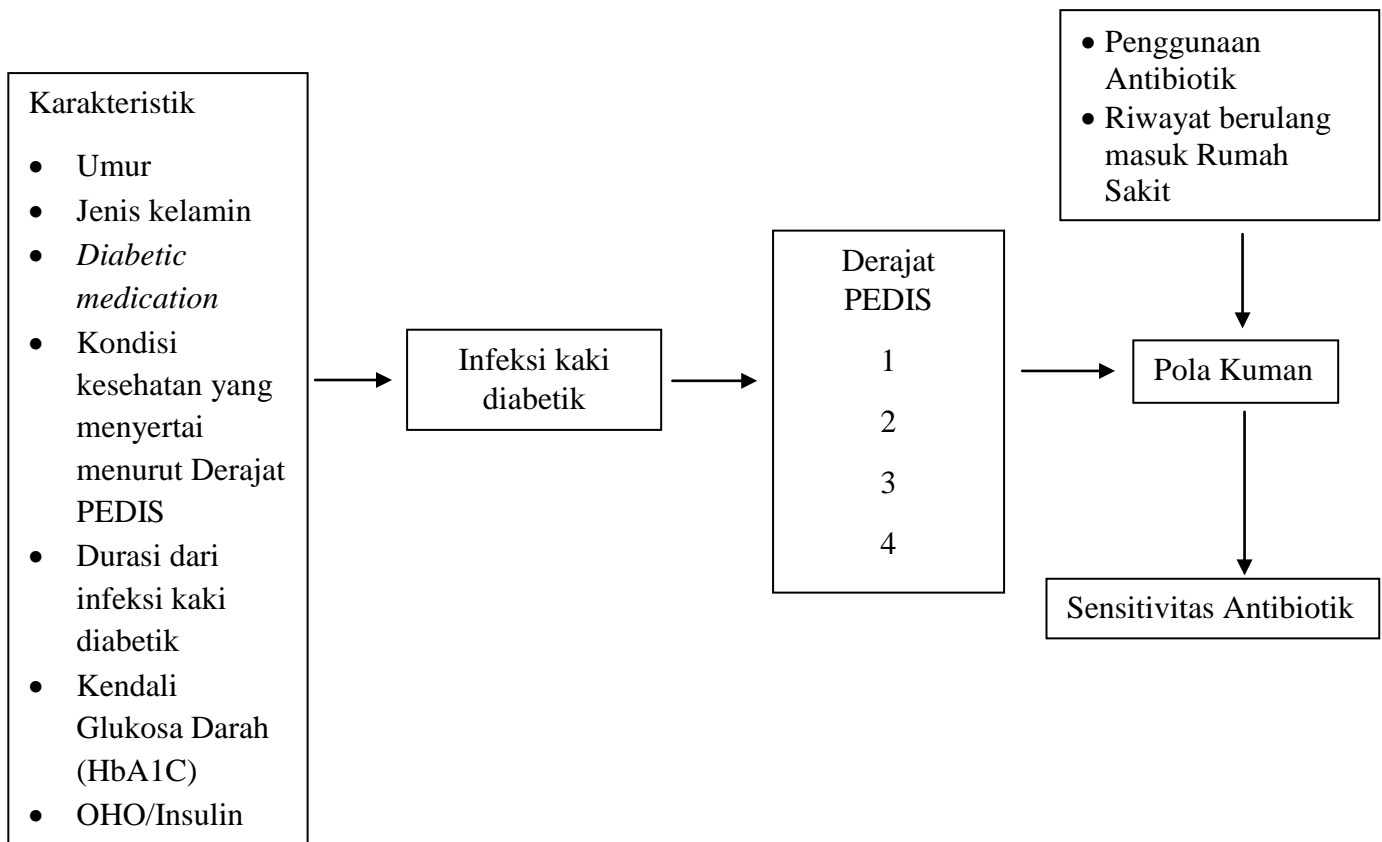 Karakteristik
• Umur
• Jenis kelamin
• Diabetic
medication
• Kondisi
kesehatan yang
menyertai
menurut Derajat
PEDIS
• Durasi dari
infeksi kaki
diabetik
• Kendali
Glukosa Darah
(HbA1C)
• OHO/Insulin
Infeksi kaki
diabetik
Derajat
PEDIS
1
2
3
4
• Penggunaan
Antibiotik
• Riwayat berulang
masuk Rumah
Sakit
Pola Kuman
Sensitivitas Antibiotik